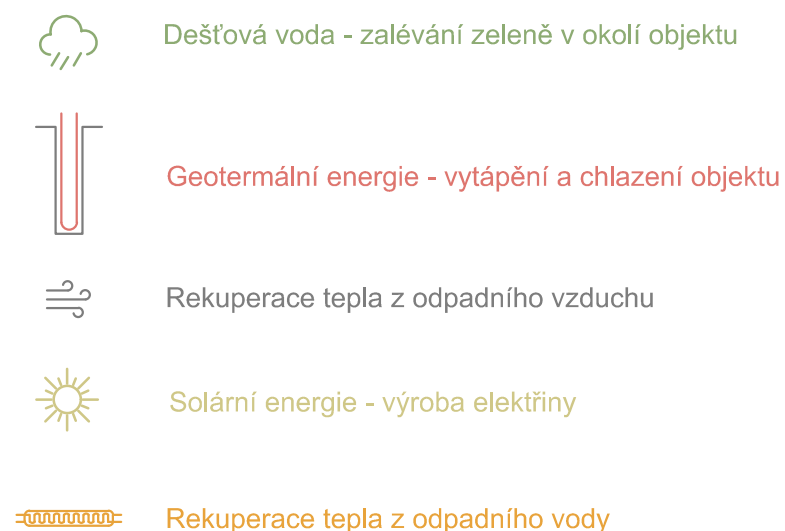 Dešťová voda - zalévání zeleně v okolí objektu
Geotermální energie - vytápění a chlazení objektu
Rekuperace tepla z odpadního vzduchu
Solární energie - výroba elektřiny
Rekuperace tepla z odpadního vody